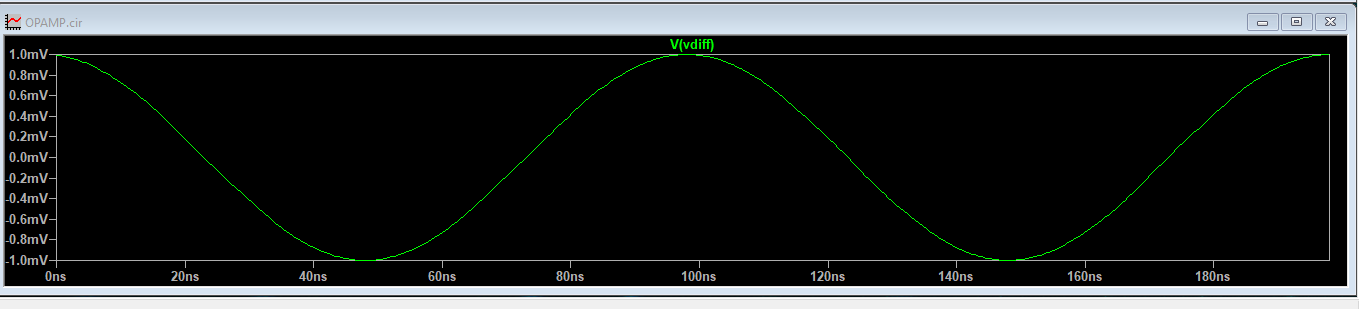 OPAMP.cir
V(vdiff)
1.0mV
0.8mV
0.6mV
0.4mV
0.2mV
0.0mV
-0.2mV
-0.4mV
-0.6mV
-0.8mV
-1.0mV
0ns 20ns 40ns 60ns 80ns 100ns 120ns 140ns 160ns 180ns